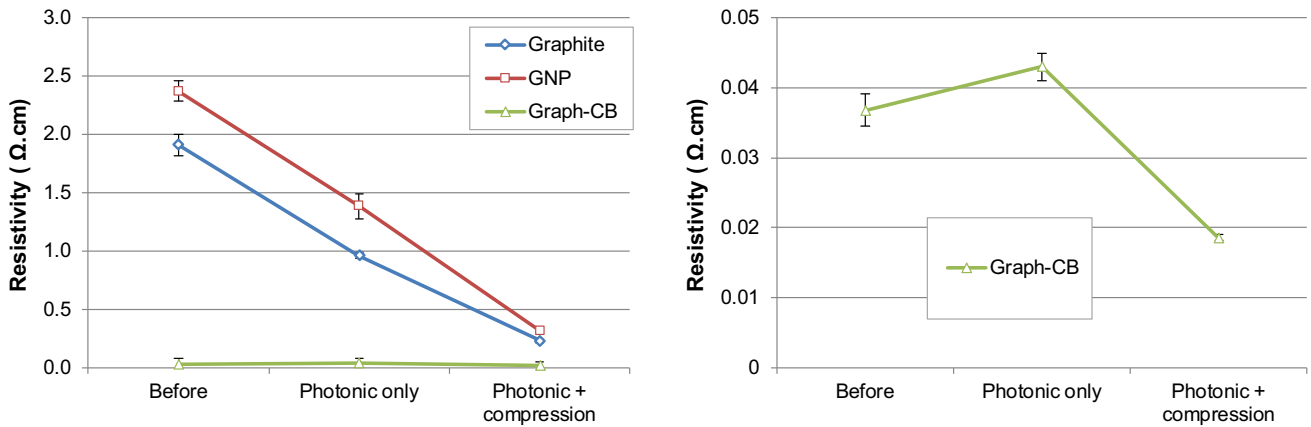 3.0
2.5
2.0
1.5
1.0
0.5
0.0
Resistivity ( Ω.cm)
Graphite
GNP
Graph-CB
Before
Photonic only
Photonic +
compression
0.05
0.04
0.03
0.02
0.01
0
Resistivity ( Ω.cm)
Graph-CB
Before
Photonic only
Photonic +
compression